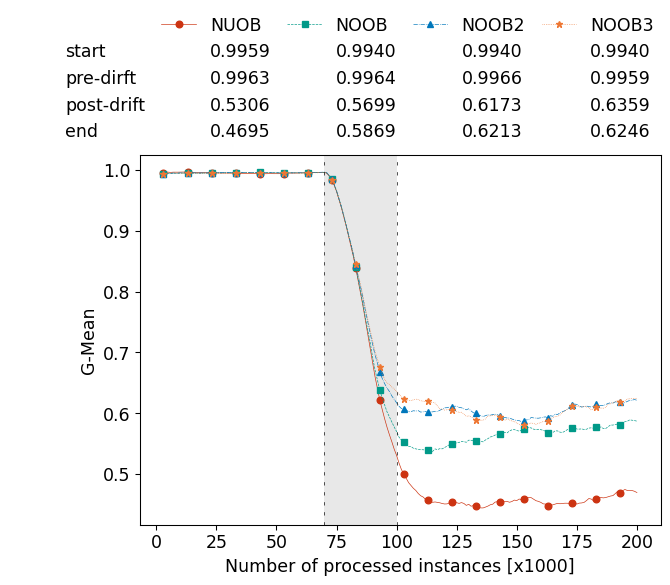 NUOB NOOB NOOB2 NOOB3
start 0.9959 0.9940 0.9940 0.9940
pre-dirft 0.9963 0.9964 0.9966 0.9959
post-drift 0.5306 0.5699 0.6173 0.6359
end 0.4695 0.5869 0.6213 0.6246
1.0
0.9
0.8
0.7
0.6
0.5
G-Mean
0 25 50 75 100 125 150 175 200
Number of processed instances [x1000]